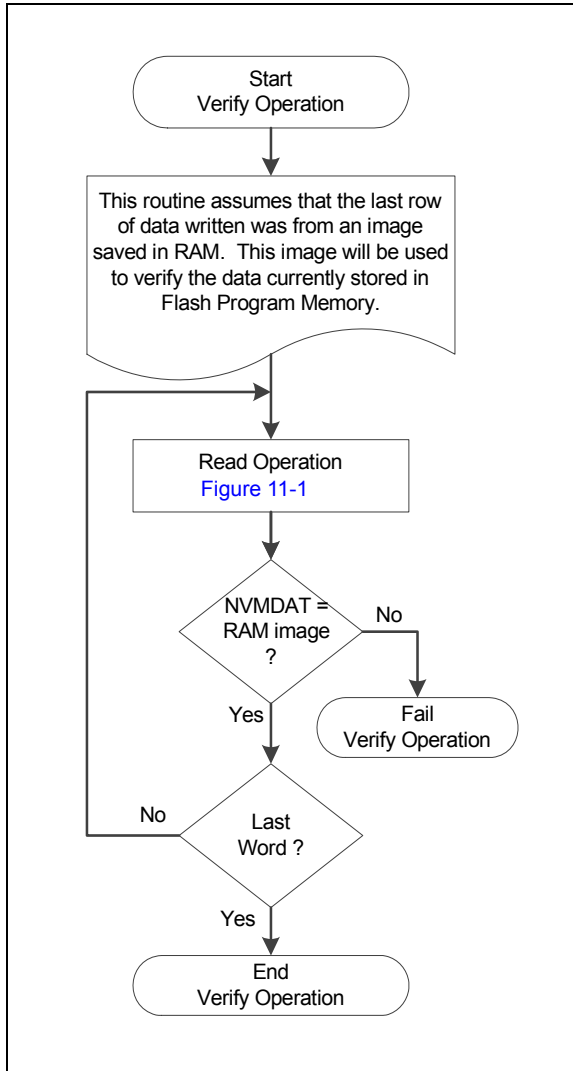 Start
Verify Operation
This routine assumes that the last row
of data written was from an image
saved in RAM. This image will be used
to verify the data currently stored in
Flash Program Memory.
Read Operation
Figure 11-1
NVMDAT =
RAM image
?
No
Yes
Fail
Verify Operation
No
Last
Word ?
Yes
End
Verify Operation